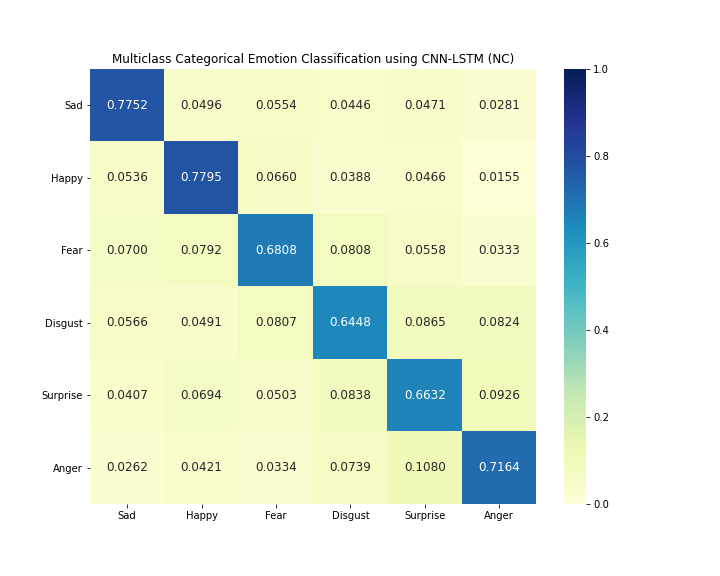 Multiclass Categorical Emotion Classification using CNN-LSTM (NC)
Sad 0.7752 0.0496 0.0554 0.0446 0.0471 0.0281
Happy 0.0536 0.7795 0.0660 0.0388 0.0466 0.0155
Fear 0.0700 0.0792 0.6808 0.0808 0.0558 0.0333
Disgust 0.0566 0.0491 0.0807 0.6448 0.0865 0.0824
Surprise 0.0407 0.0694 0.0503 0.0838 0.6632 0.0926
Anger 0.0262 0.0421 0.0334 0.0739 0.1080 0.7164
Sad Happy Fear Disgust Surprise Anger
1.0
0.8
0.6
0.4
0.2
0.0